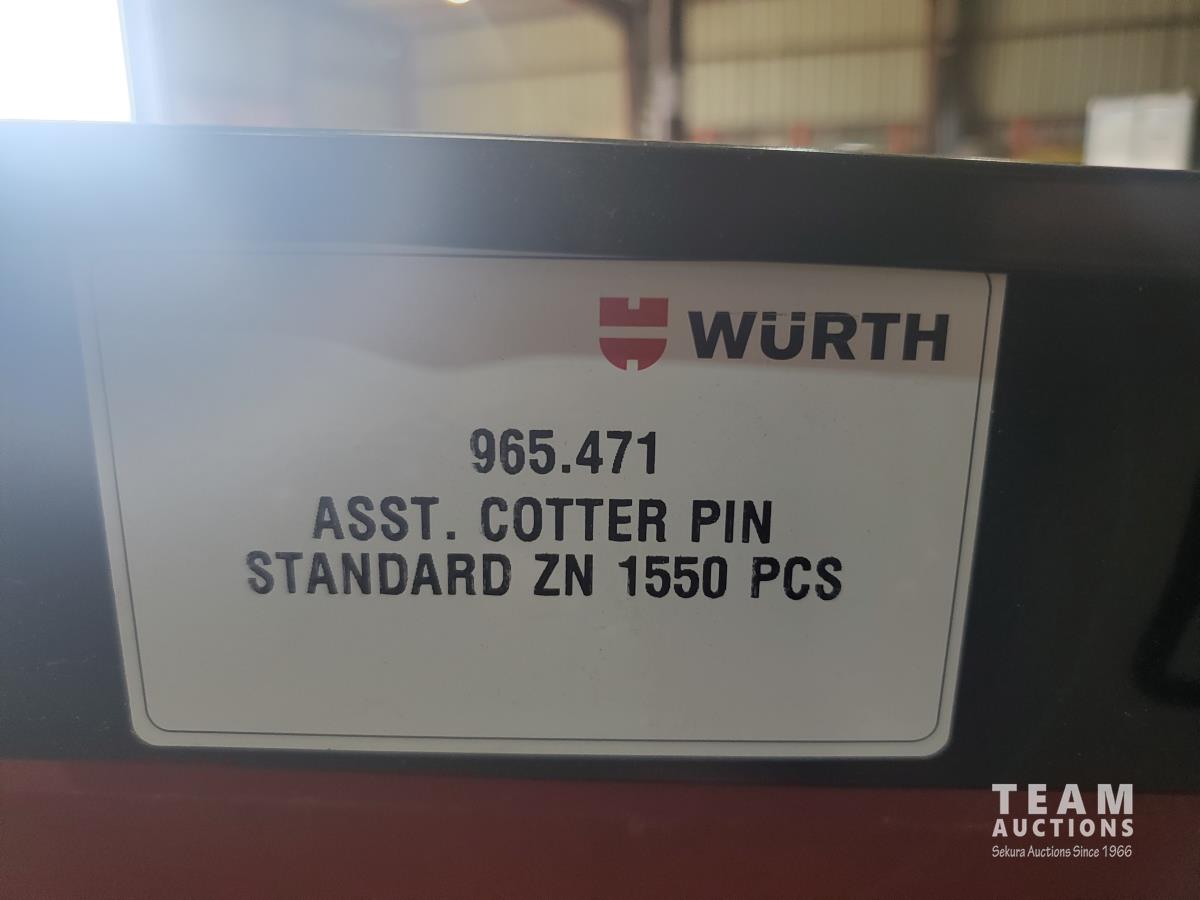 WÜRTH
965.471
ASST. COTTER PIN
STANDARD ZN 1550 PCS
TEAM
AUCTIONS
Sekura Auctions Since 1966